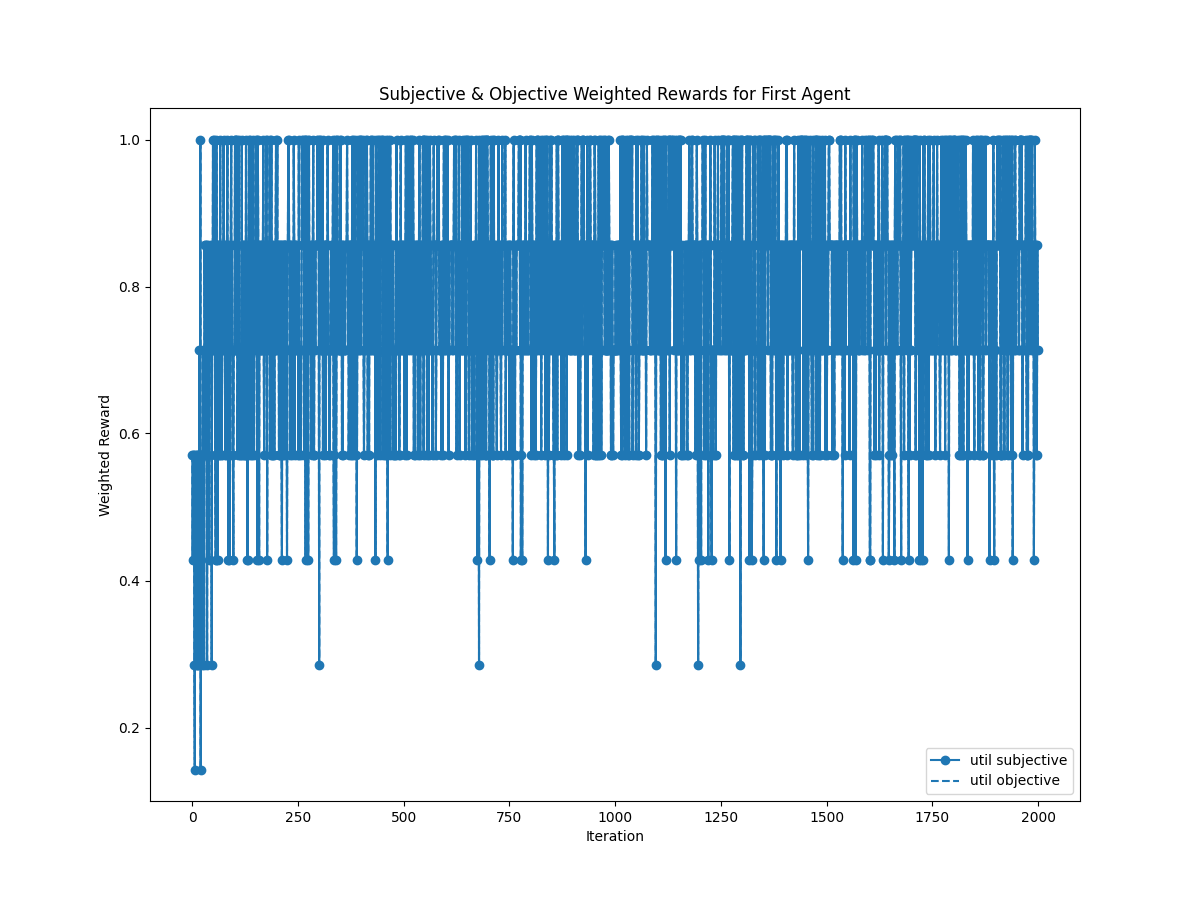 Subjective & Objective Weighted Rewards for First Agent
1.0
0.8
0.6
0.4
0.2
Weighted Reward
0 250 500 750 1000 1250 1500 1750 2000
Iteration
util subjective
util objective